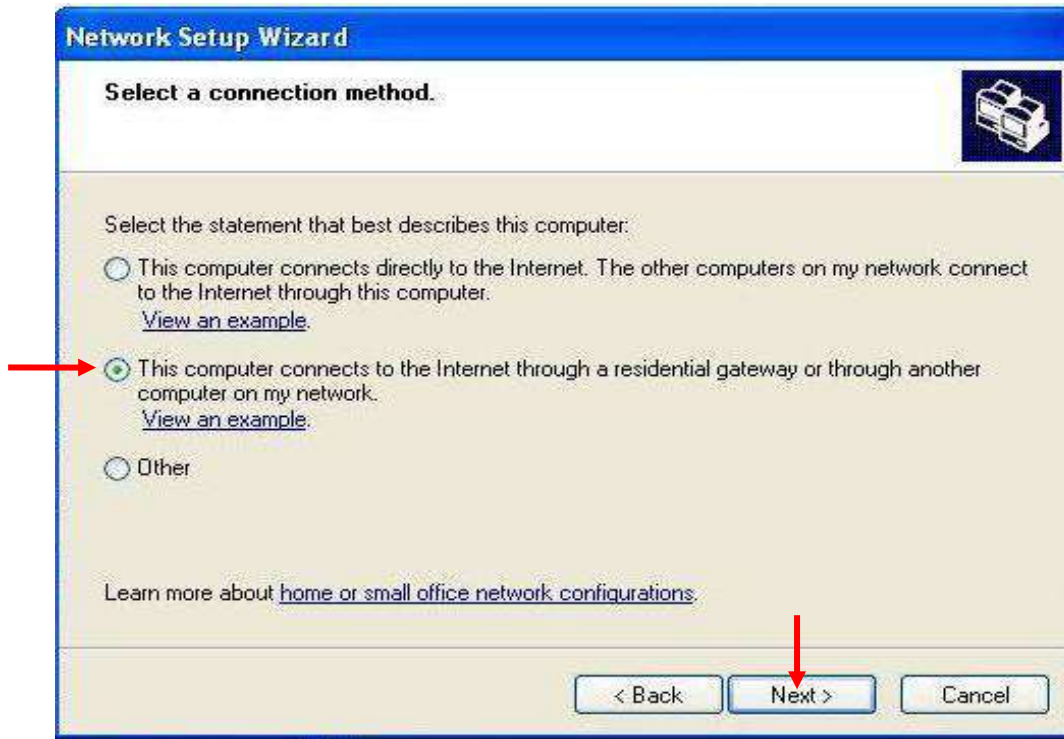 Network Setup Wizard
Select a connection method.
Select the statement that best describes this computer:
This computer connects directly to the Internet. The other computers on my network connect
to the Internet through this computer.
View an example.
This computer connects to the Internet through a residential gateway or through another
computer on my network.
View an example.
Other
Learn more about home or small office network configurations.
< Back Next > Cancel